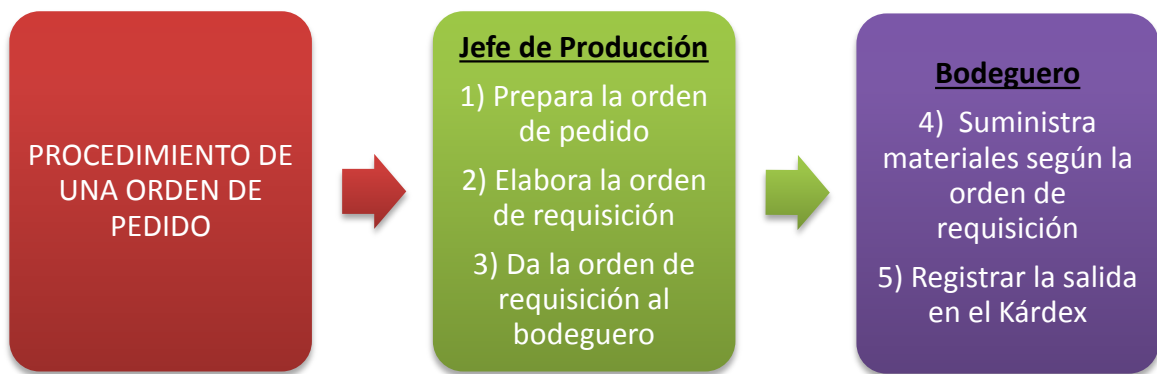 PROCEDIMIENTO DE
UNA ORDEN DE
PEDIDO
Jefe de Producción
1) Prepara la orden
de pedido
2) Elabora la orden
de requisición
3) Da la orden de
requisición al
bodeguero
Bodeguero
4) Suministra
materiales según la
orden de
requisición
5) Registrar la salida
en el Kárdex